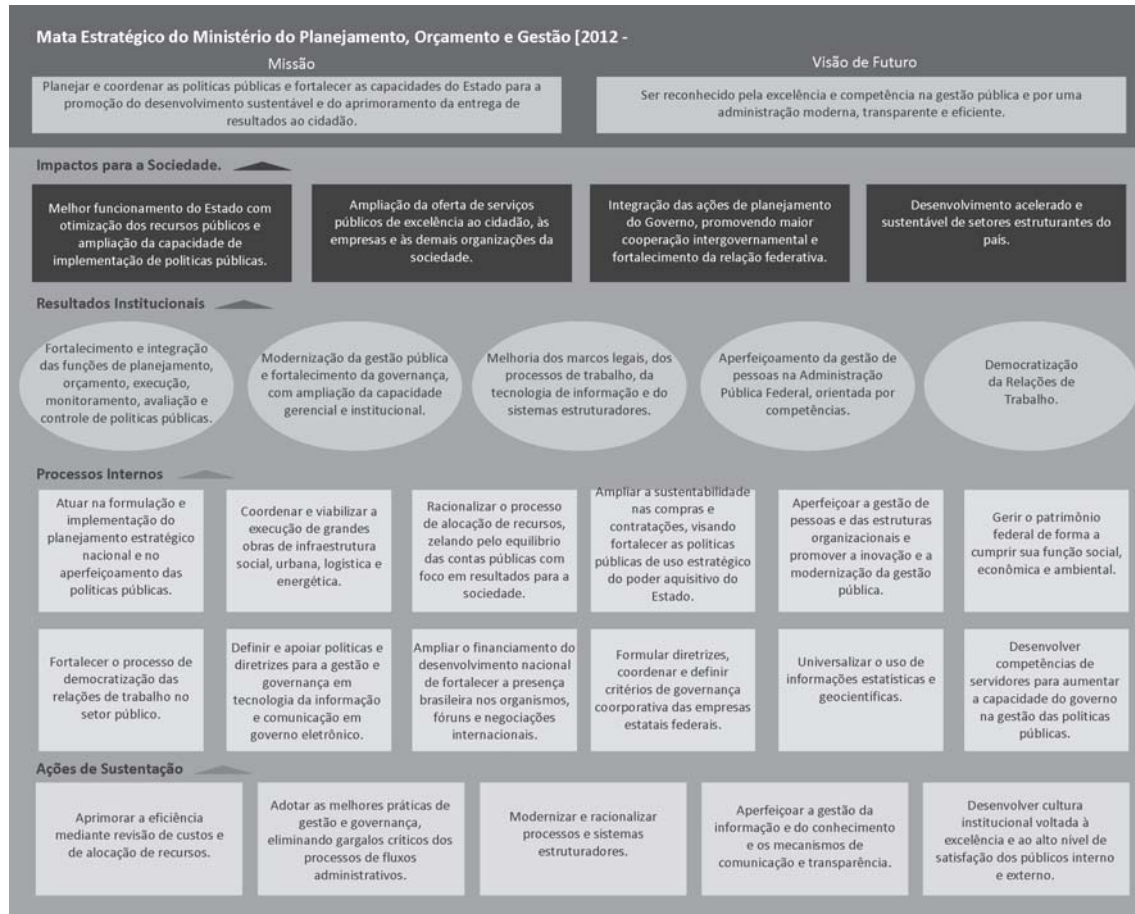 Mata Estratégico do Ministério do Planejamento, Orçamento e Gestão [2012 -
Missão
Planejar e coordenar as políticas públicas e fortalecer as capacidades do Estado para a
promoção do desenvolvimento sustentável e do aprimoramento da entrega de
resultados ao cidadão.
Visão de Futuro
Ser reconhecido pela excelência e competência na gestão pública e por uma
administração moderna, transparente e eficiente.
Impactos para a Sociedade.
Melhor funcionamento do Estado com
otimização dos recursos públicos e
ampliação da capacidade de
implementação de políticas públicas.
Ampliação da oferta de serviços
públicos de excelência ao cidadão, às
empresas e às demais organizações da
sociedade.
Integração das ações de planejamento
do Governo, promovendo maior
cooperação intergovernamental e
fortalecimento da relação federativa.
Desenvolvimento acelerado e
sustentável de setores estruturantes do
país.
Resultados Institucionais
Fortalecimento e integração
das funções de planejamento,
orçamento, execução,
monitoramento, avaliação e
controle de políticas públicas.
Modernização da gestão pública
e fortalecimento da governança,
com ampliação da capacidade
gerencial e institucional.
Melhoria dos marcos legais, dos
processos de trabalho, da
tecnologia de informação e do
sistemas estruturadores.
Aperfeiçoamento da gestão de
pessoas na Administração
Pública Federal, orientada por
competências.
Democratização
da Relações de
Trabalho.
Processos Internos
Atuar na formulação e
implementação do
planejamento estratégico
nacional e no
aperfeiçoamento das
políticas públicas.
Coordenar e viabilizar a
execução de grandes
obras de infraestrutura
social, urbana, logística e
energética.
Racionalizar o processo
de alocação de recursos,
zelando pelo equilibrio
das contas públicas com
foco em resultados para a
sociedade.
Ampliar a sustentabilidade
nas compras e
contratações, visando
fortalecer as políticas
públicas de uso estratégico
do poder aquisitivo do
Estado.
Aperfeiçoar a gestão de
pessoas e das estruturas
organizacionais e
promover a inovação e a
modernização da gestão
pública.
Gerir o patrimônio
federal de forma a
cumprir sua função social,
econômica e ambiental.
Fortalecer o processo de
democratização das
relações de trabalho no
setor público.
Definir e apoiar políticas e
diretrizes para a gestão e
governança em
tecnologia da informação
e comunicação em
governo eletrônico.
Ampliar o financiamento do
desenvolvimento nacional
de fortalecer a presença
brasileira nos organismos,
fóruns e negociações
internacionais.
Formular diretrizes,
coordenar e definir
critérios de governança
coorporativa das empresas
estatais federais.
Universalizar o uso de
informações estatísticas e
geocientíficas.
Desenvolver
competências de
servidores para aumentar
a capacidade do governo
na gestão das políticas
públicas.
Ações de Sustentação
Aprimorar a eficiência
mediante revisão de custos e
de alocação de recursos.
Adotar as melhores práticas de
gestão e governança,
eliminando gargalos críticos dos
processos de fluxos
administrativos.
Modernizar e racionalizar
processos e sistemas
estruturadores.
Aperfeiçoar a gestão da
informação e do conhecimento
e os mecanismos de
comunicação e transparência.
Desenvolver cultura
institucional voltada à
excelência e ao alto nível de
satisfação dos públicos interno
e externo.